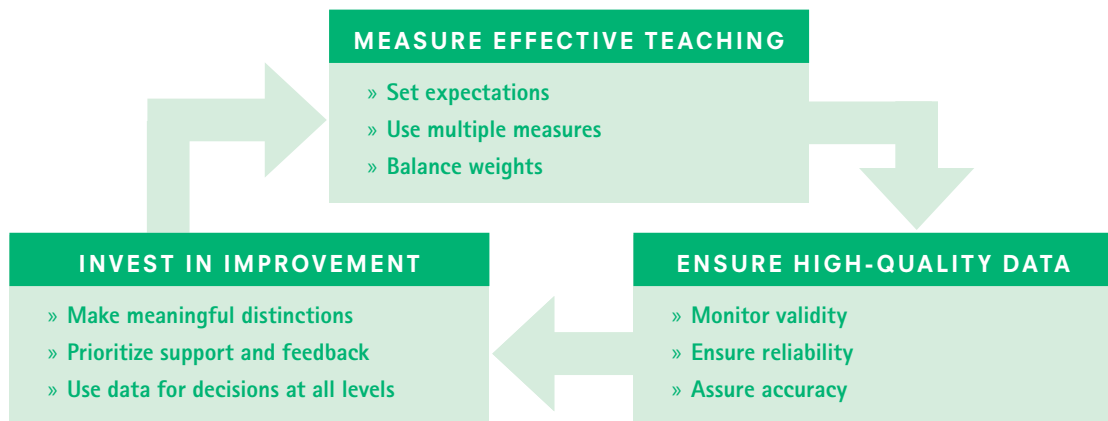 MEASURE EFFECTIVE TEACHING
» Set expectations
» Use multiple measures
» Balance weights
INVEST IN IMPROVEMENT
» Make meaningful distinctions
» Prioritize support and feedback
» Use data for decisions at all levels
ENSURE HIGH-QUALITY DATA
» Monitor validity
» Ensure reliability
» Assure accuracy